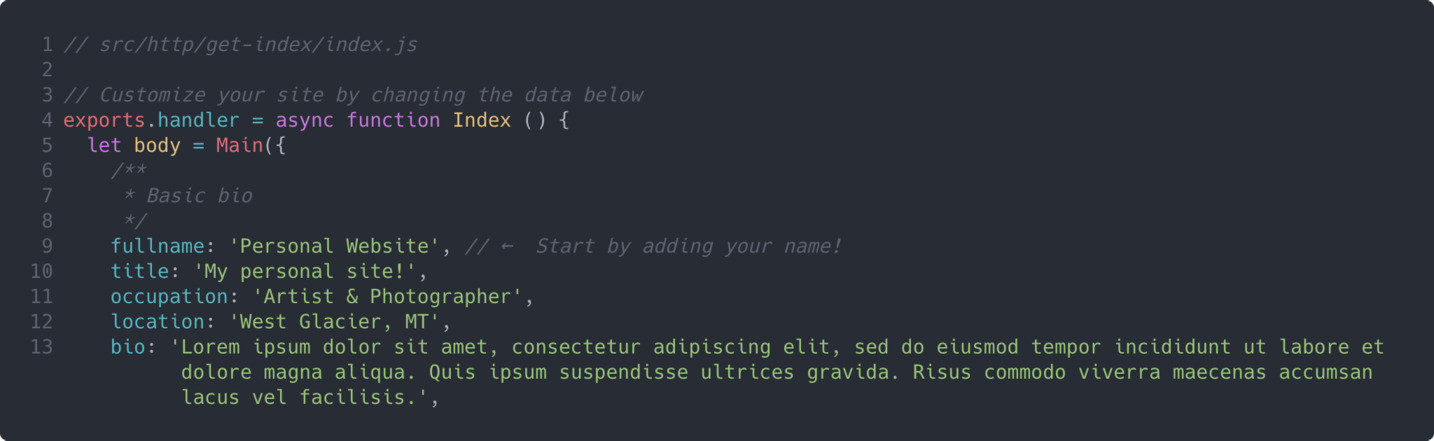 1 // src/http/get-index/index.js
2
3 // Customize your site by changing the data below
4 exports.handler = async function Index () {
5   let body = Main({
6     /**
7      * Basic bio
8      */
9     fullname: 'Personal Website', // ←  Start by adding your name!
10     title: 'My personal site!',
11     occupation: 'Artist & Photographer',
12     location: 'West Glacier, MT',
13     bio: 'Lorem ipsum dolor sit amet, consectetur adipiscing elit, sed do eiusmod tempor incididunt ut labore et
dolore magna aliqua. Quis ipsum suspendisse ultrices gravida. Risus commodo viverra maecenas accumsan
lacus vel facilisis.',